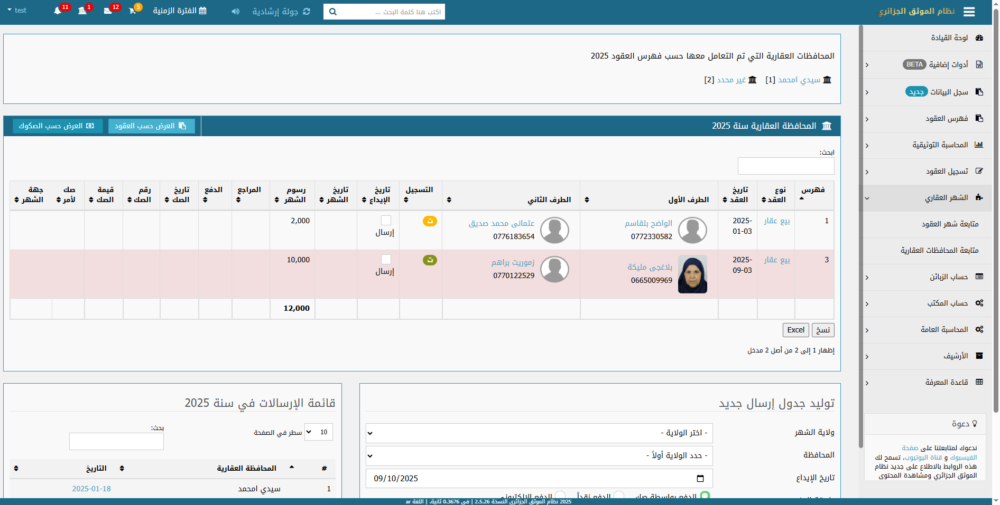 نظام الموثق الجزائري
اكتب هنا كلمة البحث ...
جولة إرشادية
الفترة الزمنية
5
12
1
11
test
لوحة القيادة
أدوات إضافية BETA
سجل البيانات جديد
فهرس العقود
المحاسبة التوثيقية
تسجيل العقود
الشهر العقاري
متابعة شهر العقود
متابعة المحافظات العقارية
حساب الزبائن
حساب المكتب
المحاسبة العامة
الأرشيف
قاعدة المعرفة
دعوة
ندعوك لمتابعتنا على صفحة
الفيسبوك و قناة اليوتيوب. تسمح لك
هذه الروابط بالاطلاع على جديد نظام
الموثق الجزائري ومشاهدة المحتوى
المحافظات العقارية التي تم التعامل معها حسب فهرس العقود 2025
سيدي امحمد [1] غير محدد [2]
المحافظة العقارية سنة 2025
العرض حسب العقود
العرض حسب الصكوك
ابحث:
فهرس نوع العقد تاريخ العقد الطرف الأول الطرف الثاني التسجيل تاريخ الإيداع تاريخ الشهر رسوم الشهر المراجع الدفع تاريخ الصك رقم الصك قيمة الصك صك لأمر جهة الشهر
1 بيع عقار 2025-01-03 الواضح بلقاسم 0772330582 عثماني محمد صديق 0776183654 ت إرسال 2,000
3 بيع عقار 2025-09-03 بلاغجي مليكة 0665009969 زموريت براهم 0770122529 ت إرسال 10,000
12,000
نسخ Excel
إظهار 1 إلى 2 من أصل 2 مدخل
توليد جدول إرسال جديد
ولاية الشهر
- اختر الولاية -
المحافظة
- حدد الولاية أولاً -
تاريخ الإيداع
09/10/2025
الدفع بواسطة صك الدفع نقداً الدفع الالكتروني
قائمة الإرسالات في سنة 2025
10 سطر في الصفحة
بحث:
# المحافظة العقارية التاريخ
1 سيدي امحمد 2025-01-18
2025 نظام الموثق الجزائري النسخة 2.5.26 | في 0.3676 ثانية. | اللغة ar